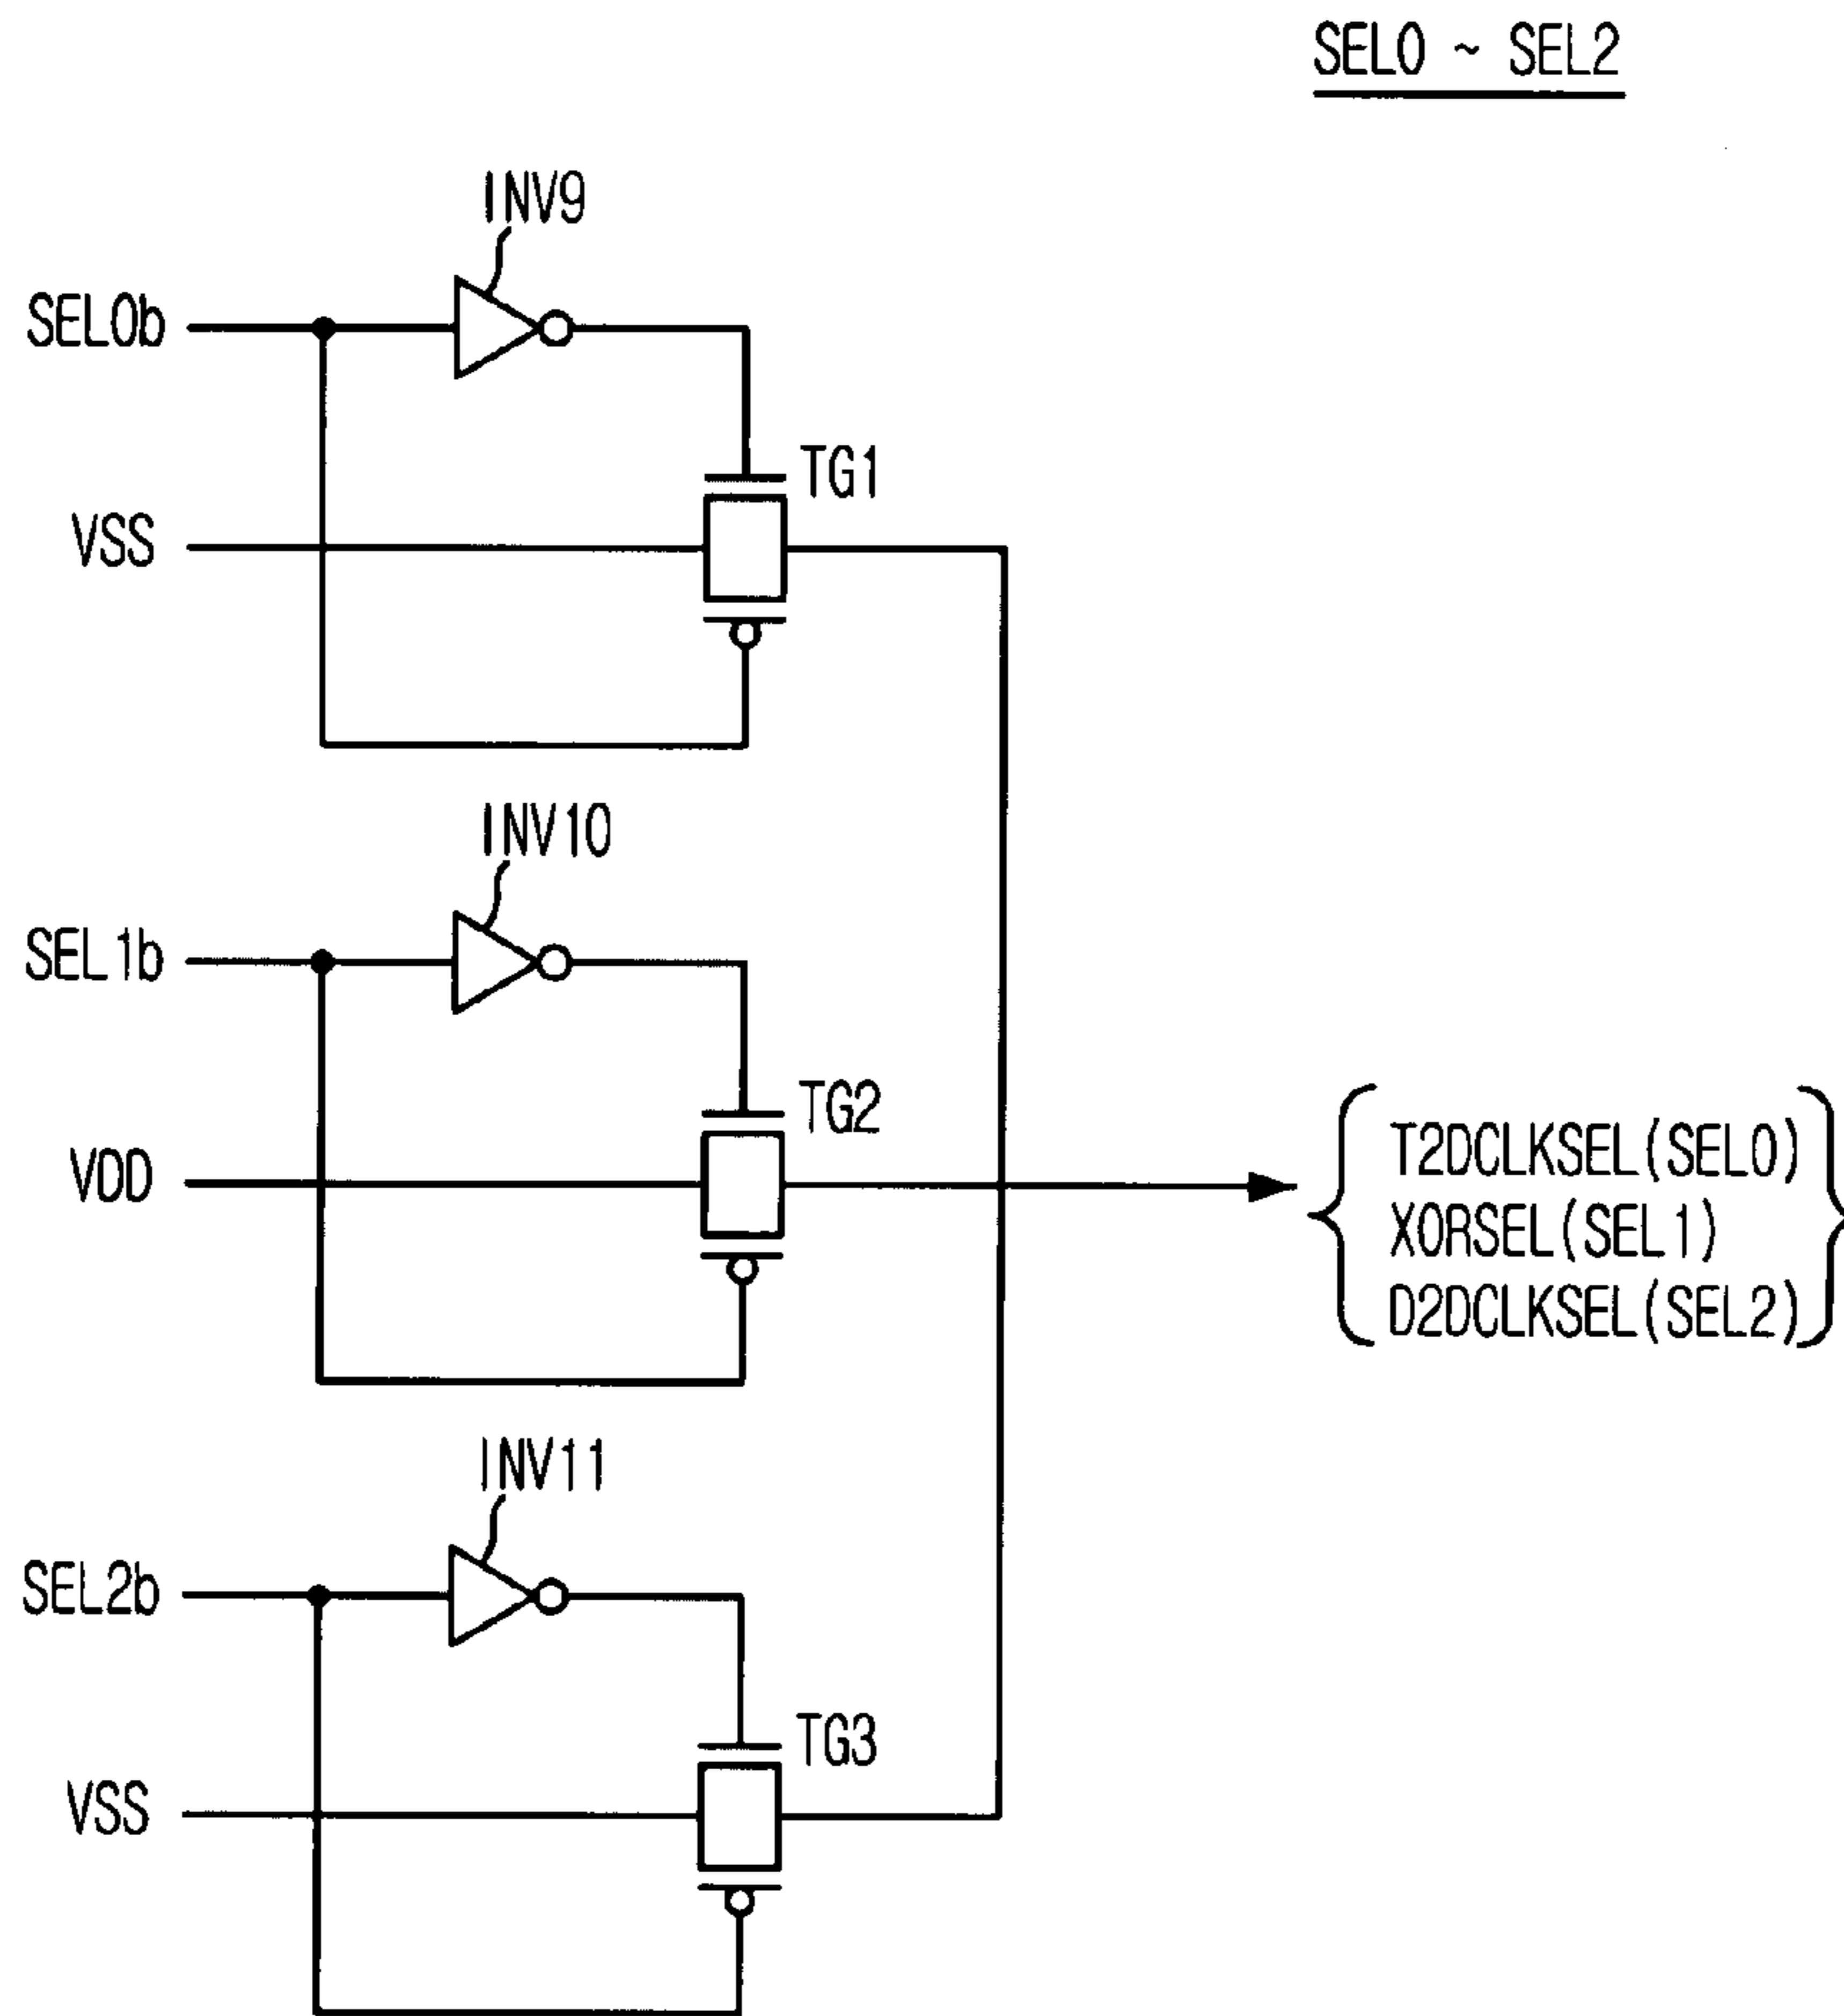 SEL0 ~ SEL2
INV9
SEL0b
TG1
VSS
INV10
SEL1b
TG2
VDD
T2DCLKSEL(SEL0)
XORSEL(SEL1)
D2DCLKSEL(SEL2)
INV11
SEL2b
TG3
VSS